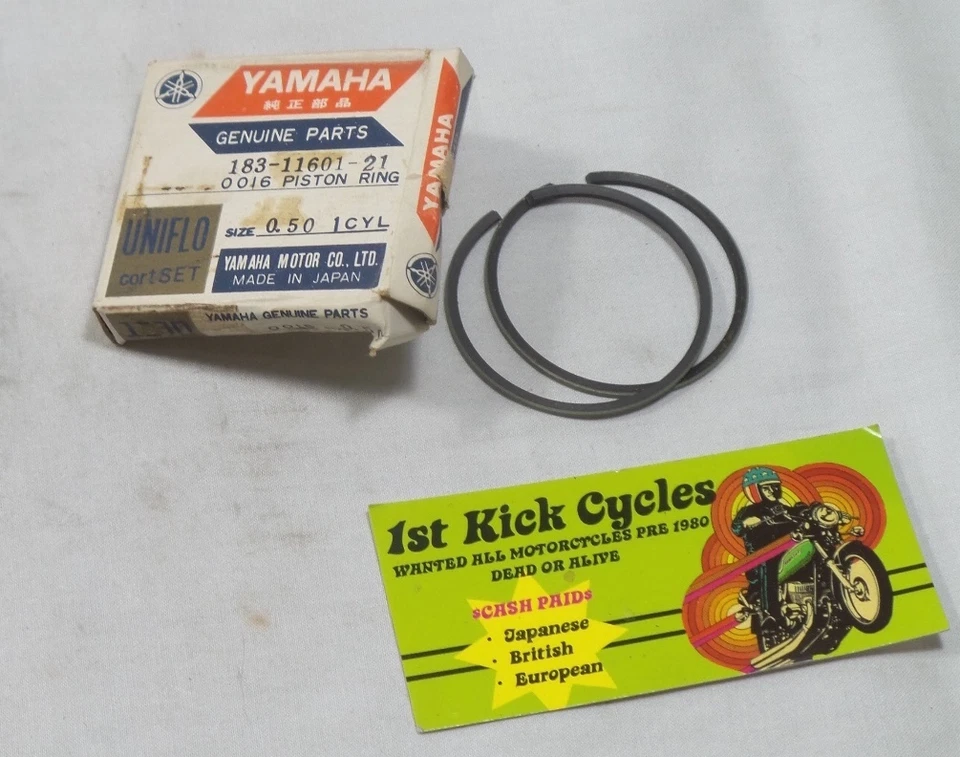 YAMAHA
純正部品
GENUINE PARTS
183-11601-21
0016 PISTON RING
UNIFLO
cortSET
SIZE 0.50 1CYL
YAMAHA MOTOR CO., LTD.
MADE IN JAPAN
YAMAHA GENUINE PARTS
YAMAHA
1st Kick Cycles
WANTED ALL MOTORCYCLES PRE 1980
DEAD OR ALIVE
$CASH PAID$
· Japanese
· British
· European